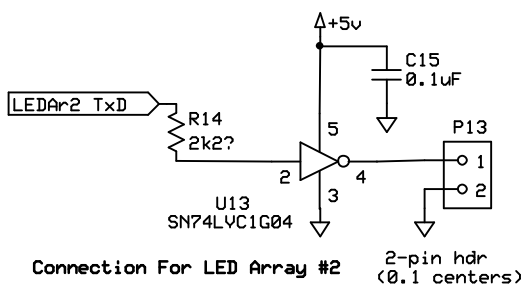 +5v
C15
0.1uF
LEDAr2 TxD
R14
2k2?
5
P13
1
2
4
2
3
U13
SN74LVC1G04
Connection For LED Array #2
2-pin hdr
(0.1 centers)